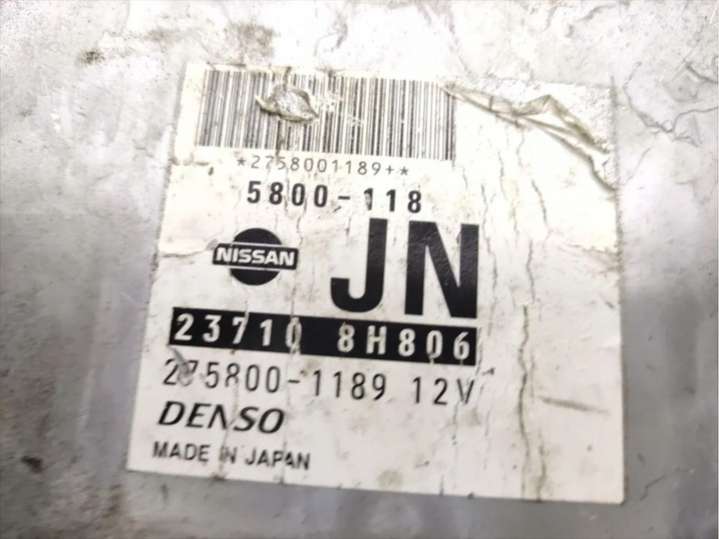 *2758001189+*
5800-118
NISSAN
JN
23710 8H806
275800-1189 12V
DENSO
MADE IN JAPAN